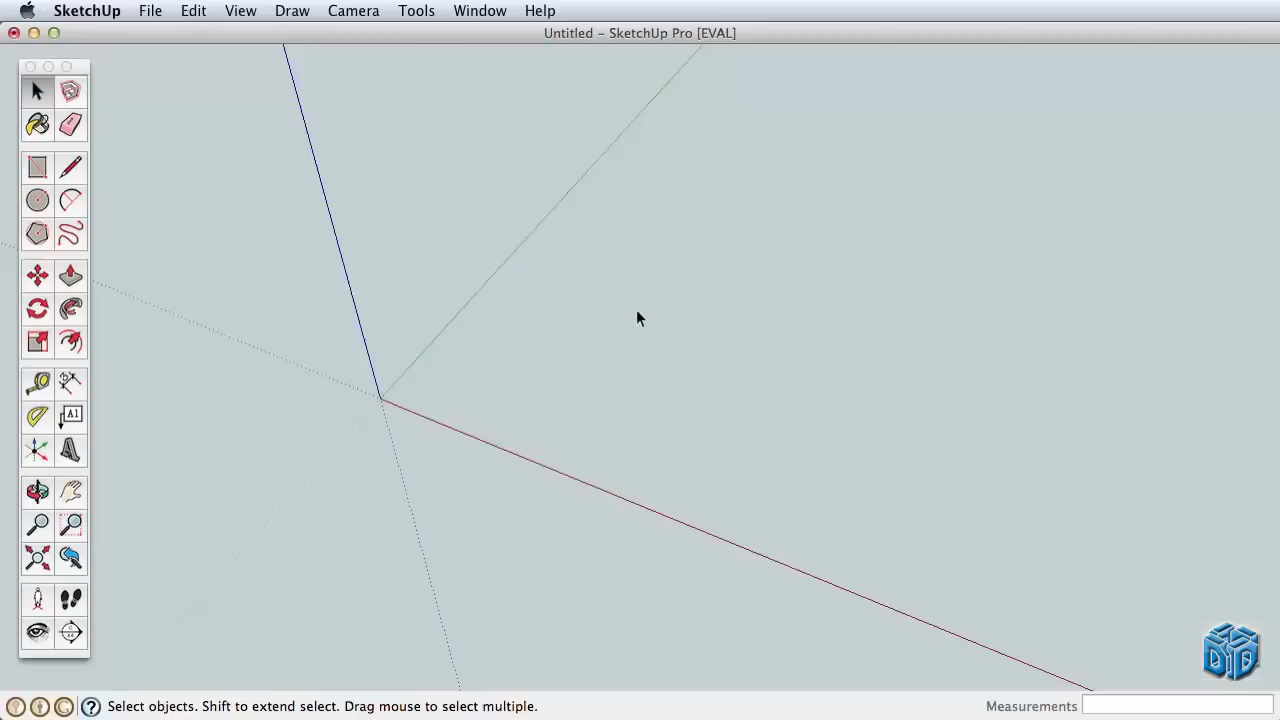 SketchUp File Edit View Draw Camera Tools Window Help
Untitled – SketchUp Pro [EVAL]
A1
Select objects. Shift to extend select. Drag mouse to select multiple.
Measurements